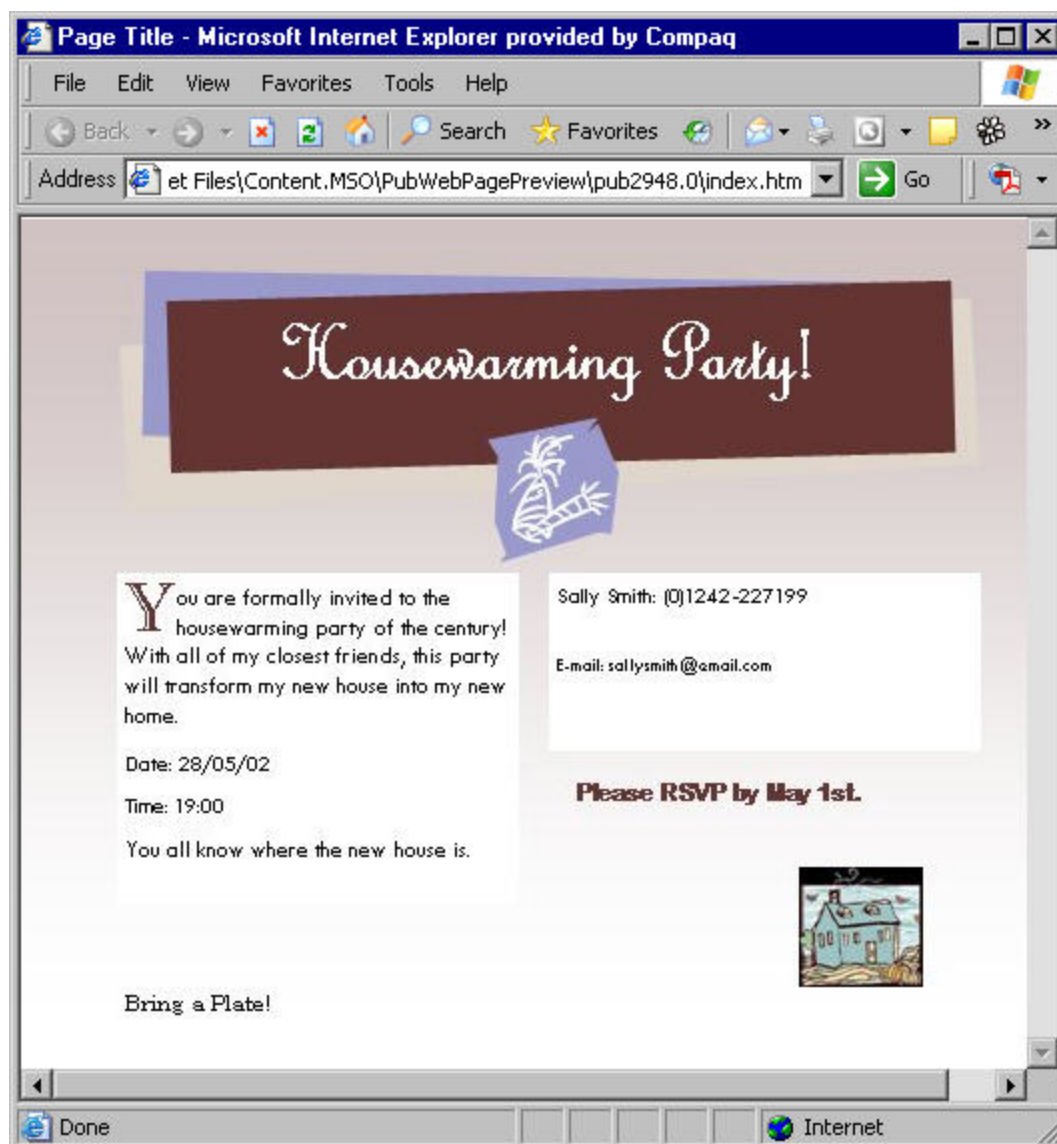 Page Title - Microsoft Internet Explorer provided by Compaq
File Edit View Favorites Tools Help
Back Search Favorites »
Address et Files\Content.MSO\PubWebPagePreview\pub2948.0\index.htm Go
Housewarming Party!
You are formally invited to the
housewarming party of the century!
With all of my closest friends, this party
will transform my new house into my new
home.
Date: 28/05/02
Time: 19:00
You all know where the new house is.
Sally Smith: (0)1242-227199
E-mail: sallysmith@email.com
Please RSVP by May 1st.
Bring a Plate!
Done Internet